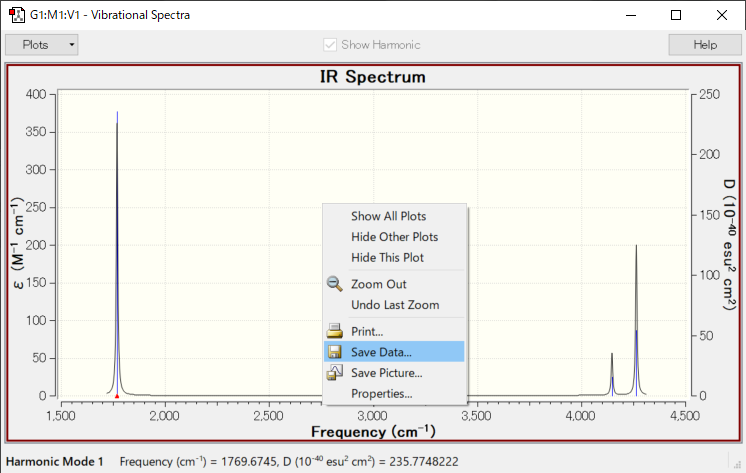 G1:M1:V1 - Vibrational Spectra
Plots
Show Harmonic
Help
IR Spectrum
400
350
300
250
200
150
100
50
0
ε (M⁻¹ cm⁻¹)
250
200
150
100
50
0
D (10⁻⁴⁰ esu² cm²)
Show All Plots
Hide Other Plots
Hide This Plot
Zoom Out
Undo Last Zoom
Print...
Save Data...
Save Picture...
Properties...
1,500 2,000 2,500 3,000 3,500 4,000 4,500
Frequency (cm⁻¹)
Harmonic Mode 1 Frequency (cm⁻¹) = 1769.6745, D (10⁻⁴⁰ esu² cm²) = 235.7748222